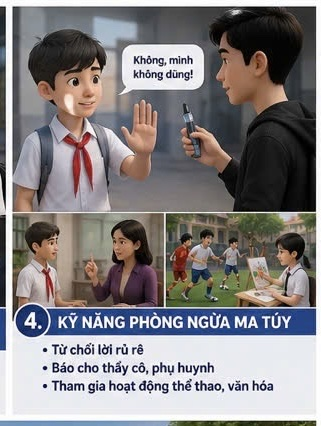 Không, mình
không dùng!
4. KỸ NĂNG PHÒNG NGỪA MA TÚY
• Từ chối lời rủ rê
• Báo cho thầy cô, phụ huynh
• Tham gia hoạt động thể thao, văn hóa